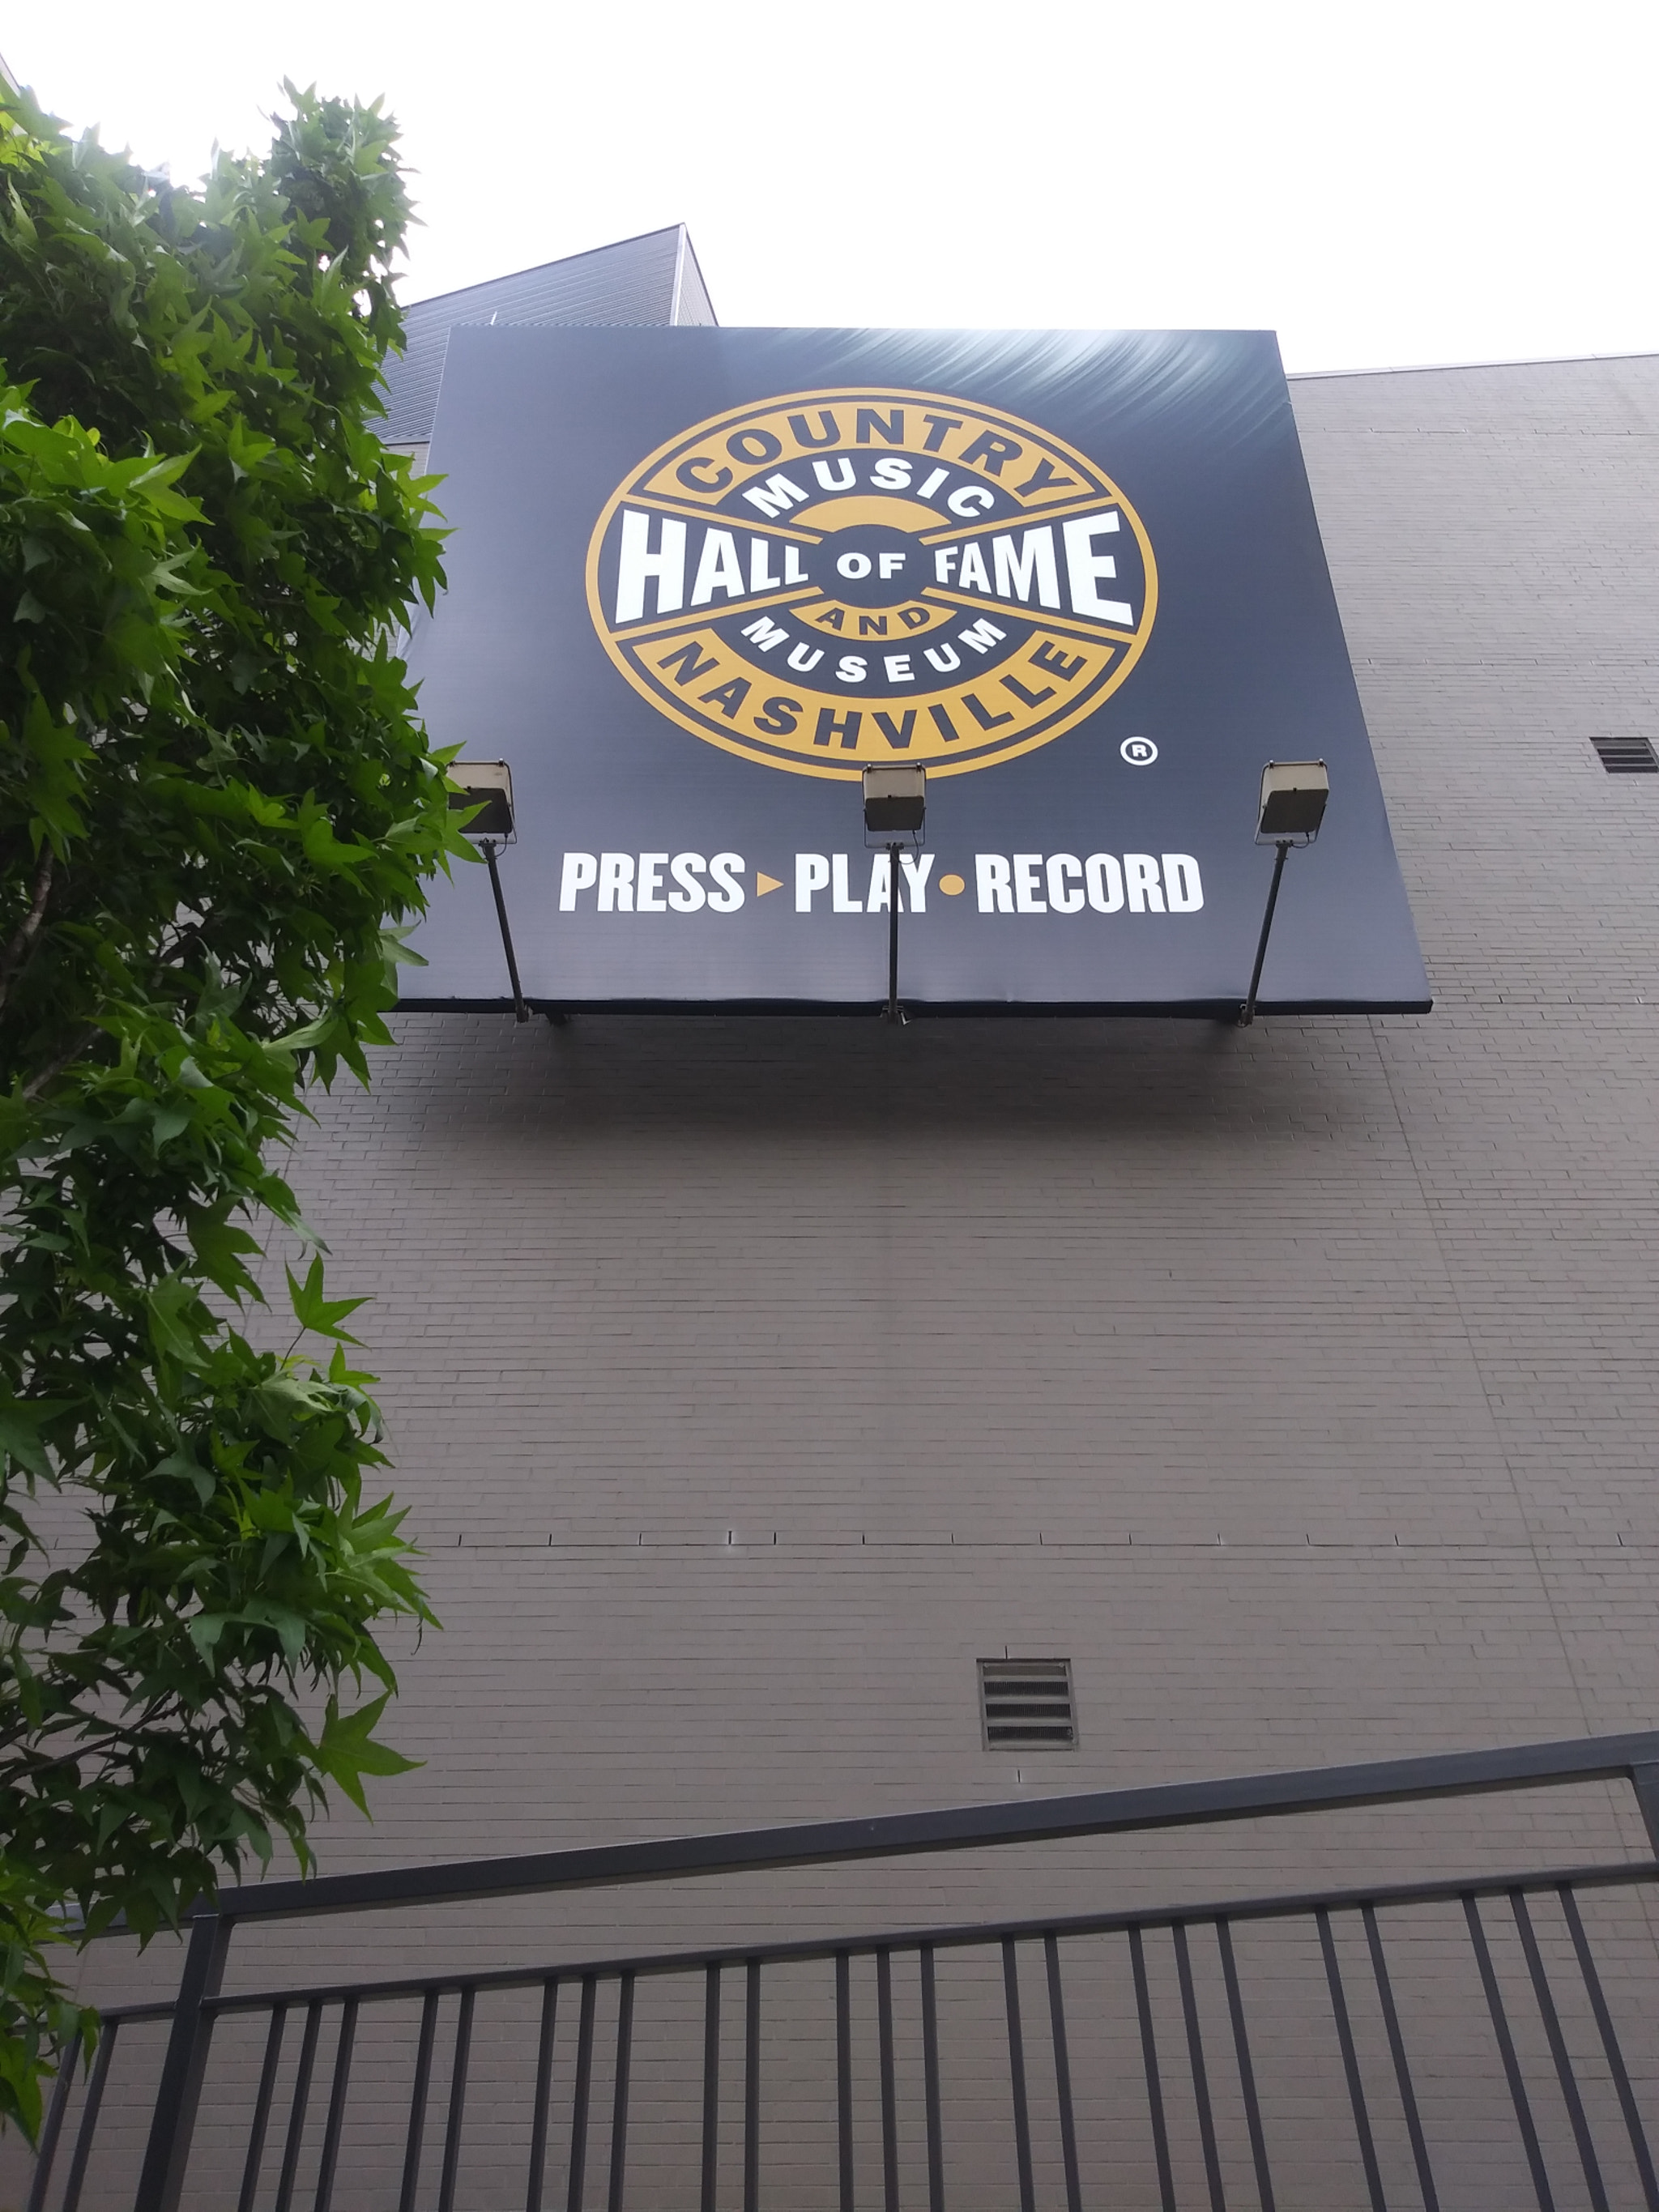 COUNTRY
MUSIC
HALL OF FAME
AND
MUSEUM
NASHVILLE
®
PRESS ▸ PLAY • RECORD